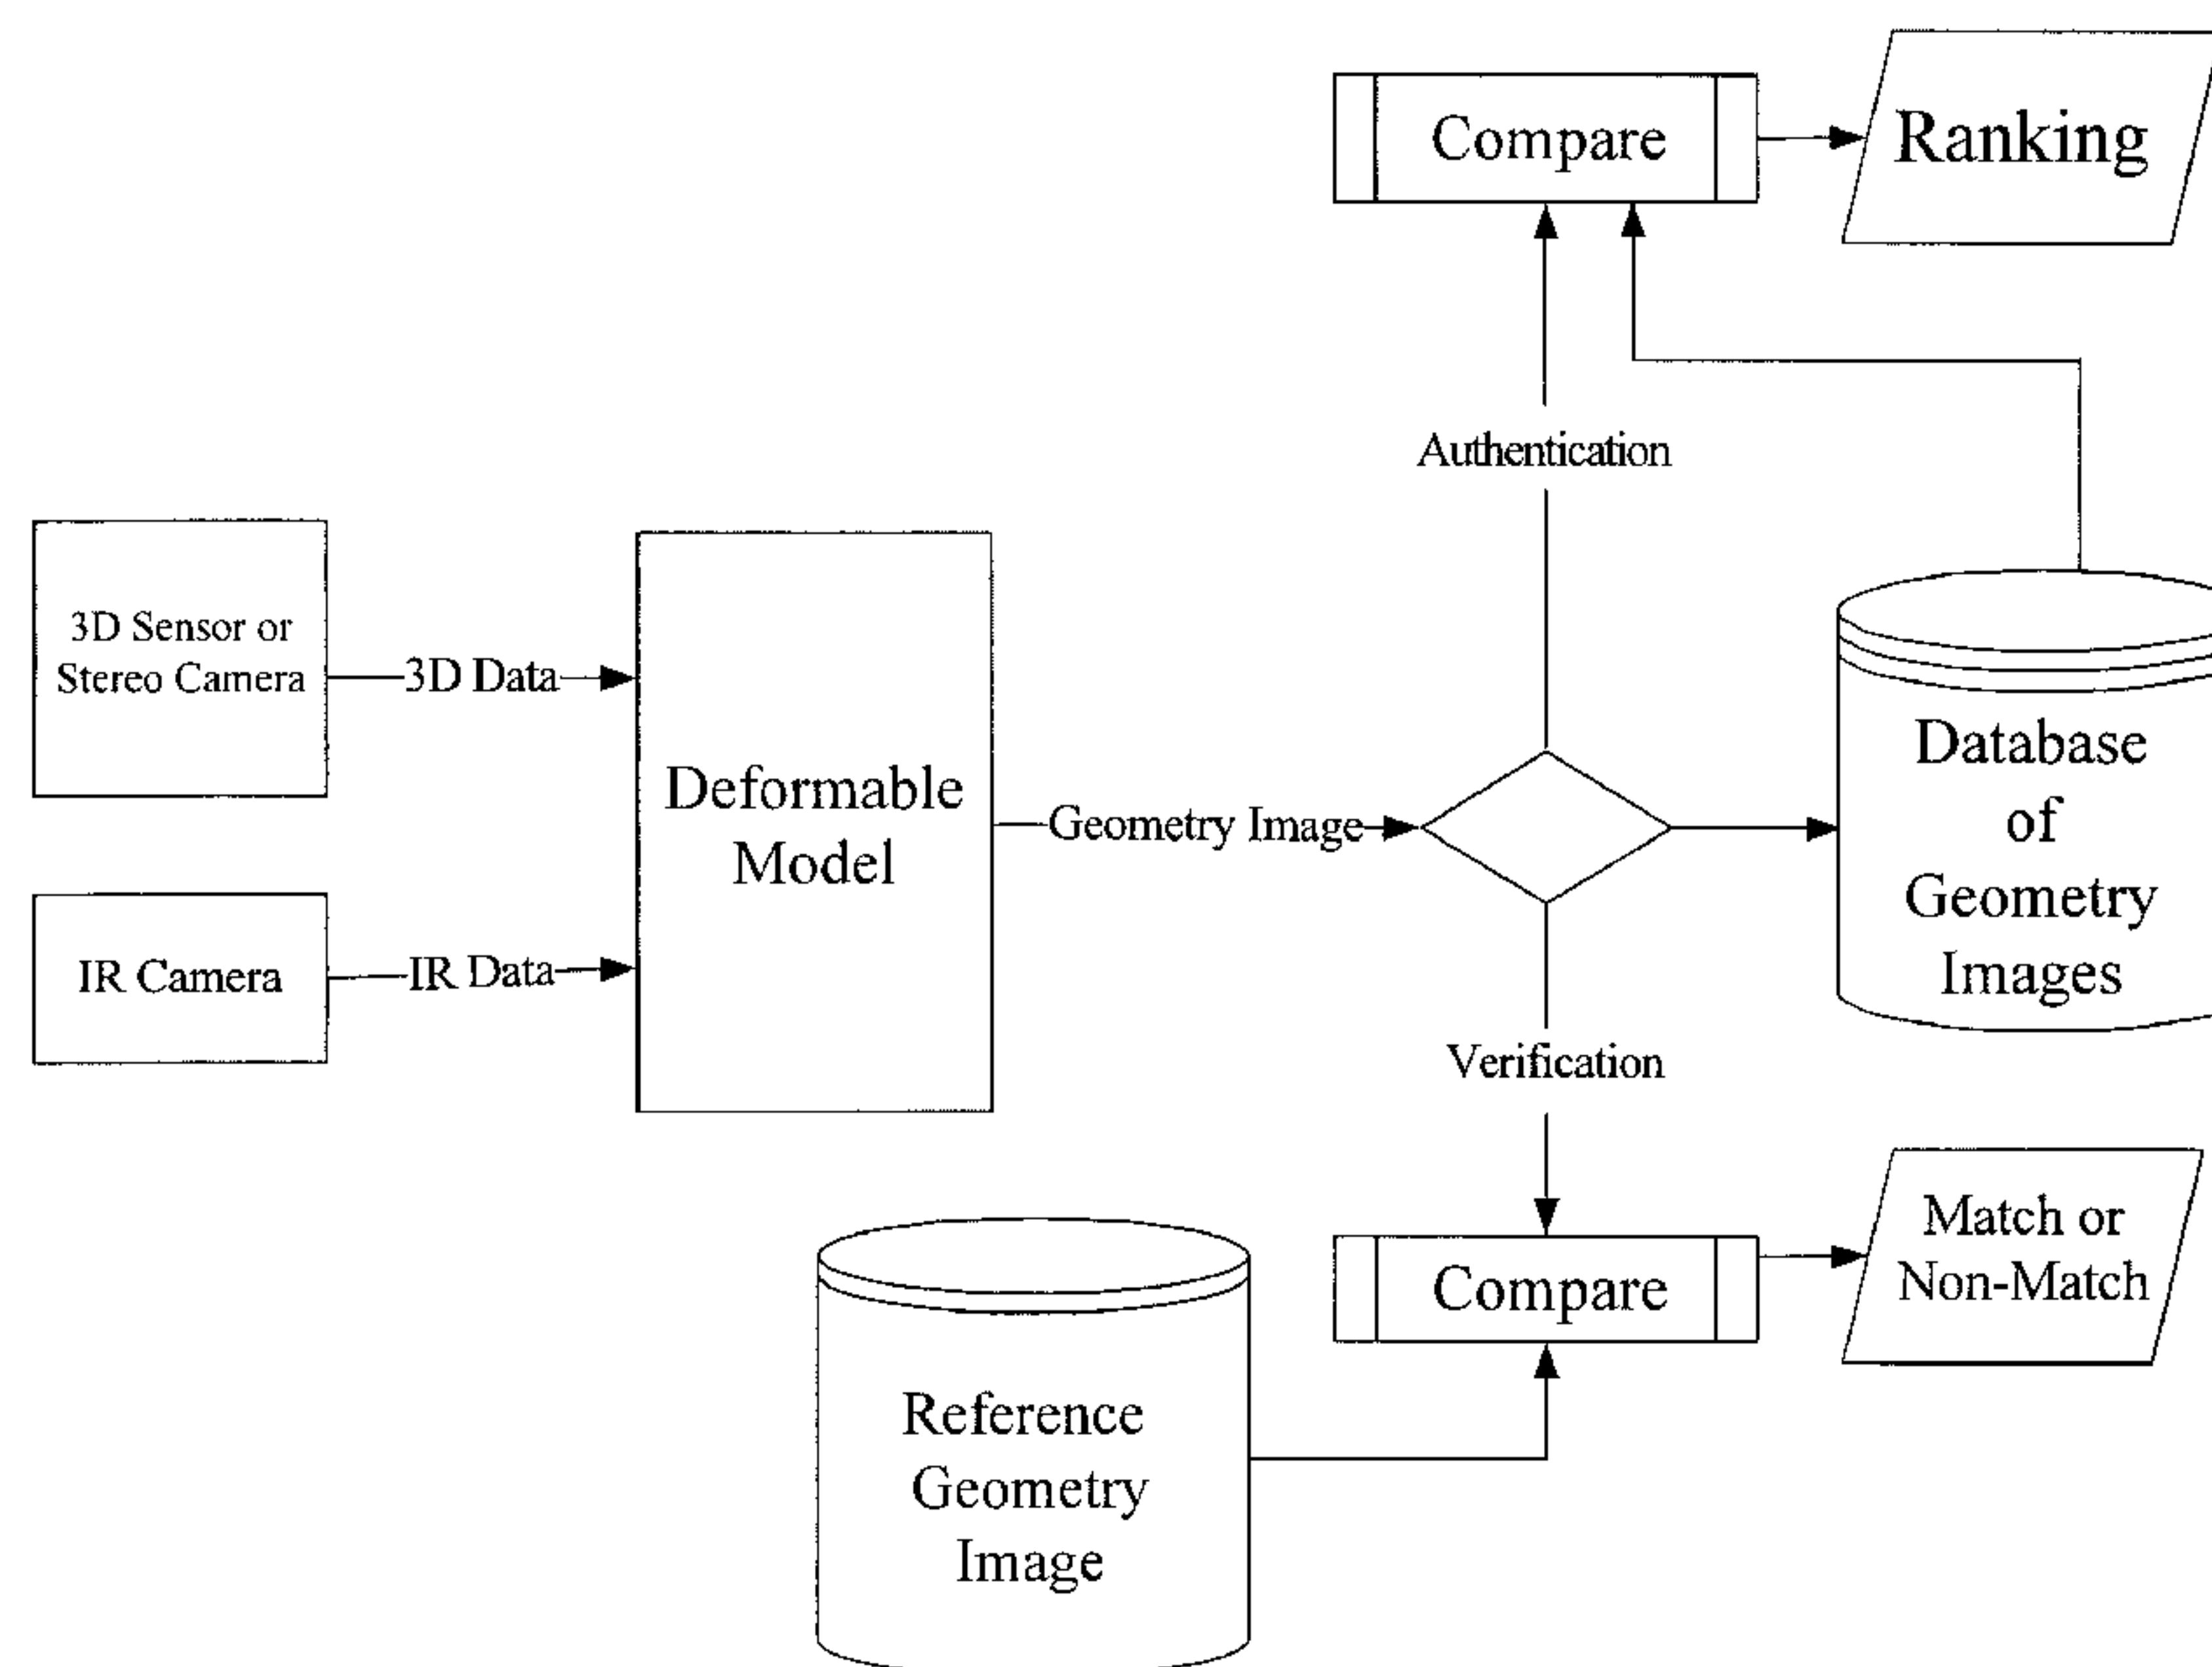 Compare
Ranking
Authentication
3D Sensor or
Stereo Camera
3D Data
Deformable
Model
Geometry Image
Database
of
Geometry
Images
IR Camera
IR Data
Verification
Compare
Match or
Non-Match
Reference
Geometry
Image